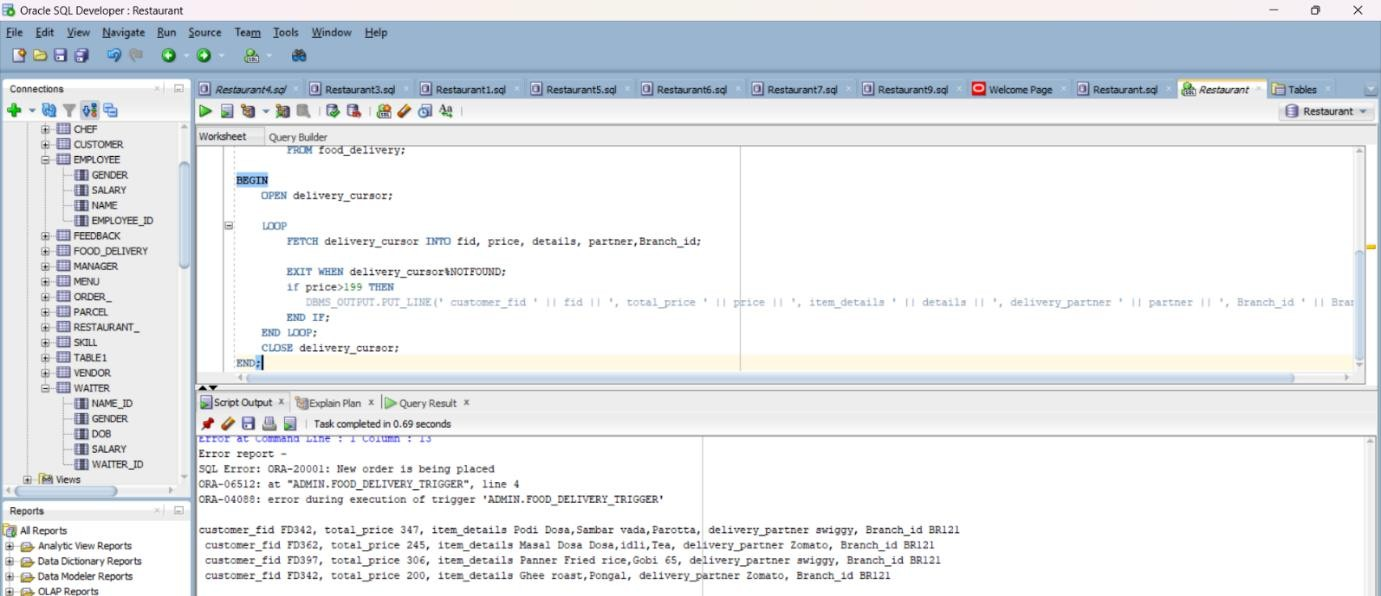 Oracle SQL Developer : Restaurant
File Edit View Navigate Run Source Team Tools Window Help
Connections
CHEF
CUSTOMER
EMPLOYEE
GENDER
SALARY
NAME
EMPLOYEE_ID
FEEDBACK
FOOD_DELIVERY
MANAGER
MENU
ORDER_
PARCEL
RESTAURANT_
SKILL
TABLE1
VENDOR
WAITER
NAME_ID
GENDER
DOB
SALARY
WAITER_ID
Views
Reports
All Reports
Analytic View Reports
Data Dictionary Reports
Data Modeler Reports
OLAP Reports
Restaurant4.sql Restaurant3.sql Restaurant1.sql Restaurant5.sql Restaurant6.sql Restaurant7.sql Restaurant9.sql Welcome Page Restaurant.sql Restaurant Tables
Restaurant
Worksheet Query Builder
FROM food_delivery;
BEGIN
OPEN delivery_cursor;
LOOP
FETCH delivery_cursor INTO fid, price, details, partner,Branch_id;
EXIT WHEN delivery_cursor%NOTFOUND;
if price>199 THEN
DBMS_OUTPUT.PUT_LINE(' customer_fid ' || fid || ', total_price ' || price || ', item_details ' || details || ', delivery_partner ' || partner || ', Branch_id ' || Bran
END IF;
END LOOP;
CLOSE delivery_cursor;
END;
Script Output Explain Plan Query Result
Task completed in 0.69 seconds
Error at Command Line : 1 Column : 13
Error report -
SQL Error: ORA-20001: New order is being placed
ORA-06512: at "ADMIN.FOOD_DELIVERY_TRIGGER", line 4
ORA-04088: error during execution of trigger 'ADMIN.FOOD_DELIVERY_TRIGGER'
customer_fid FD342, total_price 347, item_details Podi Dosa,Sambar vada,Parotta, delivery_partner swiggy, Branch_id BR121
customer_fid FD362, total_price 245, item_details Masal Dosa Dosa,idli,Tea, delivery_partner Zomato, Branch_id BR121
customer_fid FD397, total_price 306, item_details Panner Fried rice,Gobi 65, delivery_partner swiggy, Branch_id BR121
customer_fid FD342, total_price 200, item_details Ghee roast,Pongal, delivery_partner Zomato, Branch_id BR121